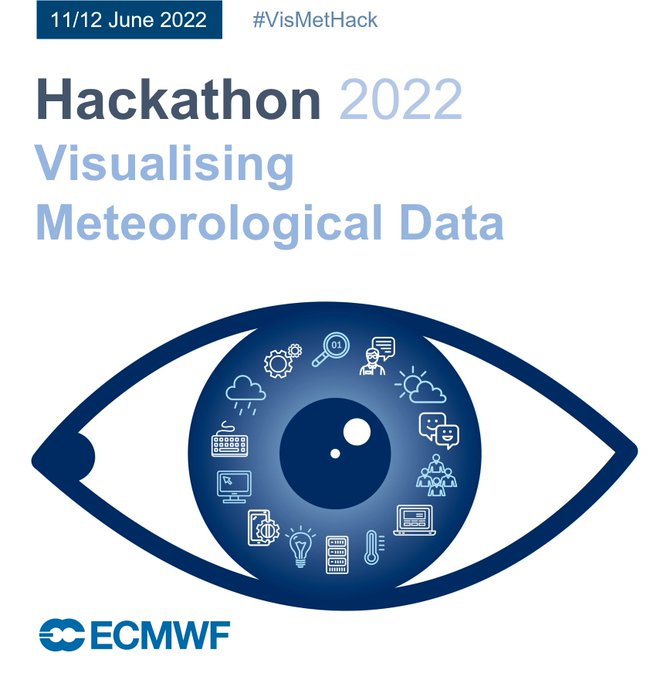 11/12 June 2022 #VisMetHack
Hackathon 2022
Visualising
Meteorological Data
01
ECMWF